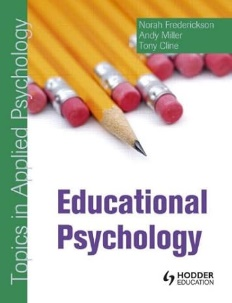 Norah Frederickson
Andy Miller
Tony Cline
Topics in Applied Psychology
Educational
Psychology
HODDER
EDUCATION